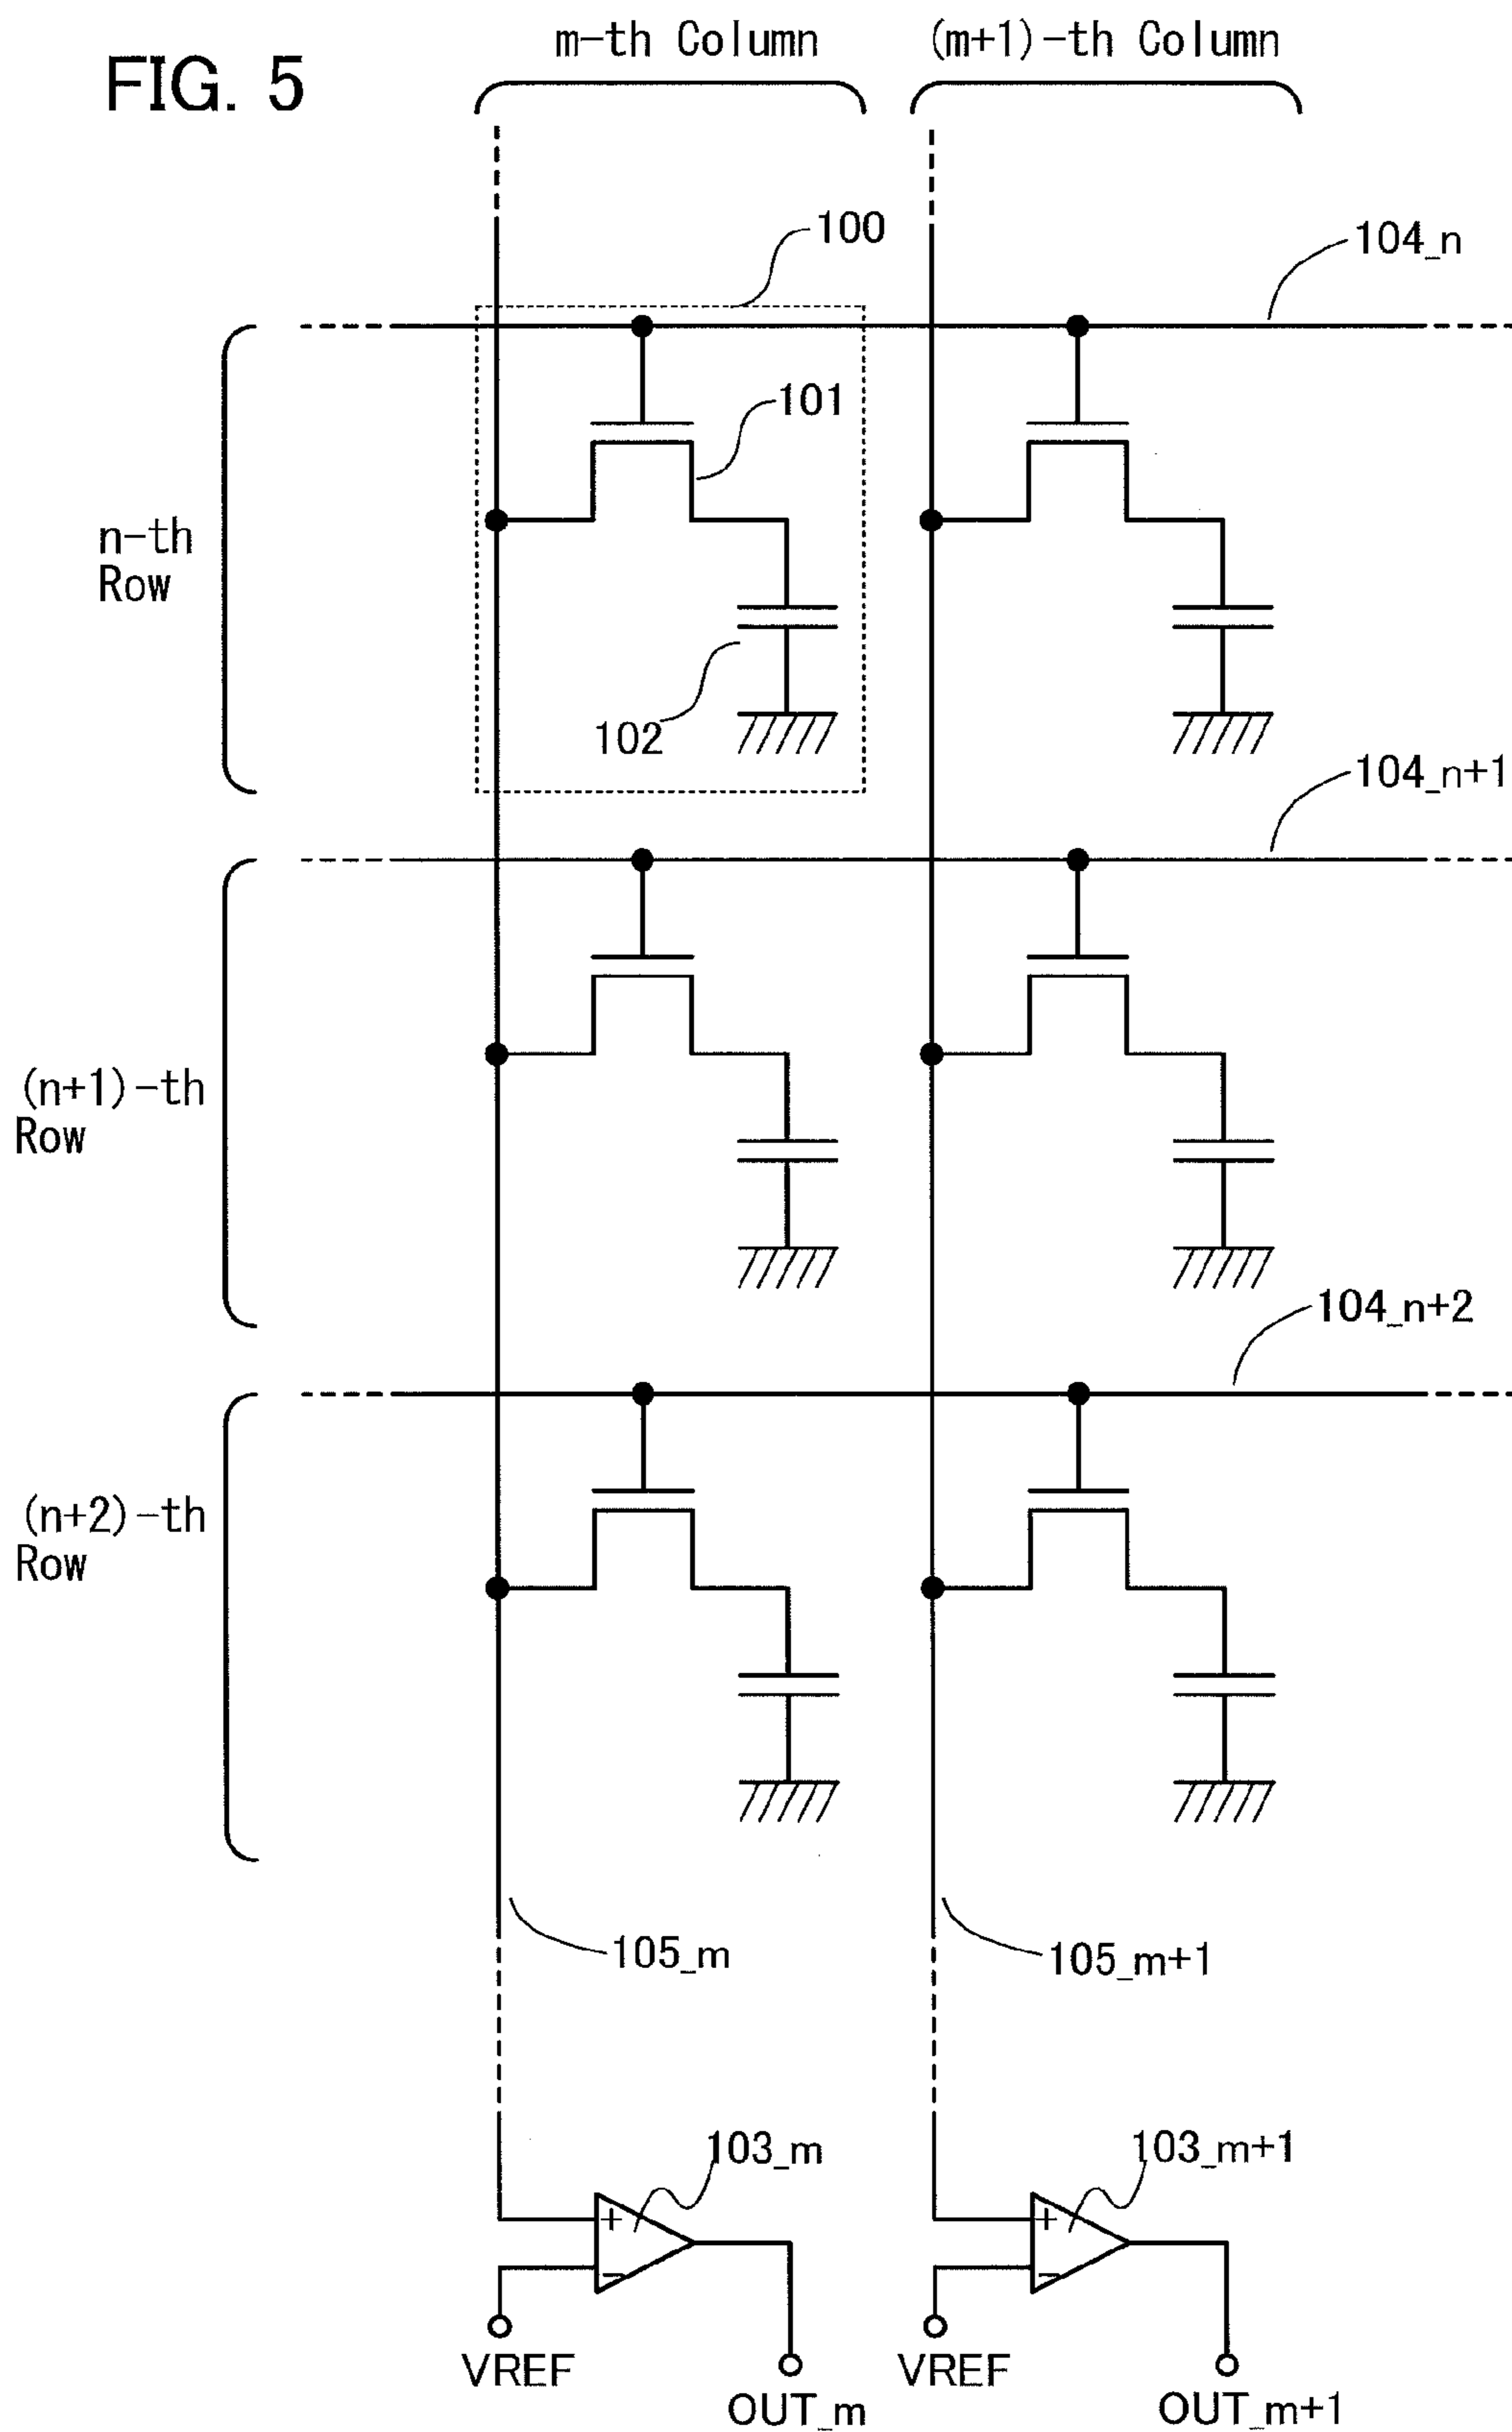 FIG. 5
m-th Column
(m+1)-th Column
100
104_n
101
n-th
Row
102
104_n+1
(n+1)-th
Row
104_n+2
(n+2)-th
Row
105_m
105_m+1
103_m
103_m+1
+
+
−
−
VREF
VREF
OUT_m
OUT_m+1